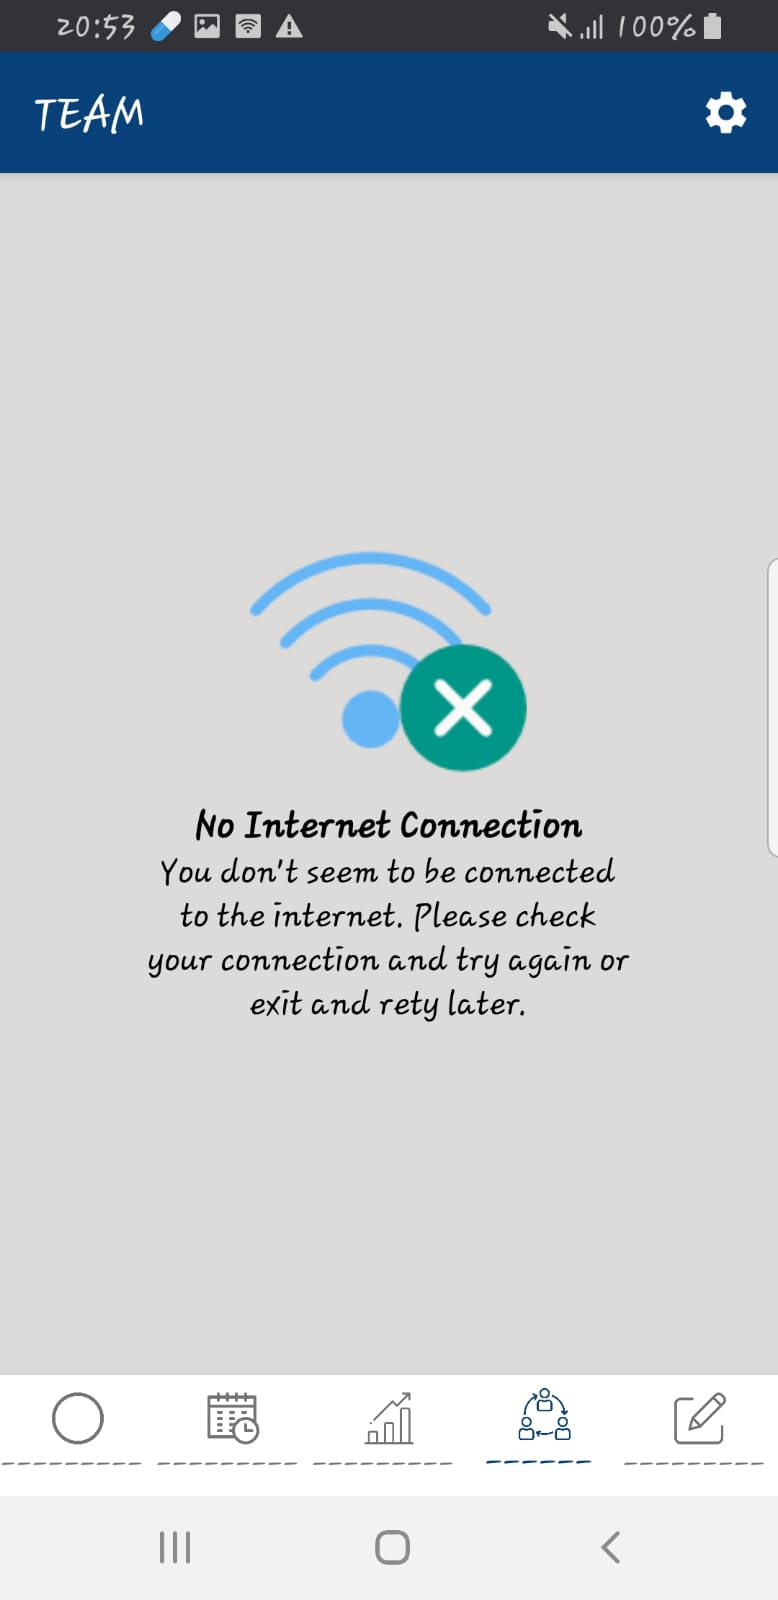 20:53 100%
TEAM
No Internet Connection
You don't seem to be connected
to the internet. Please check
your connection and try again or
exit and rety later.